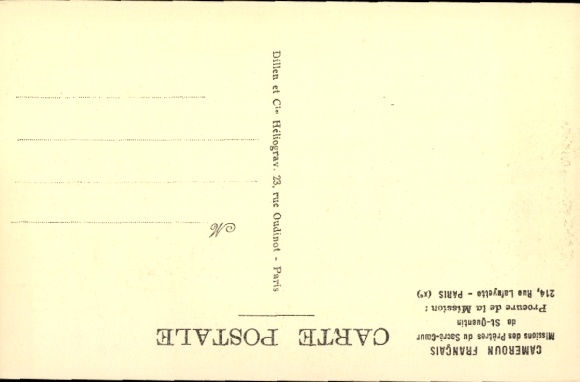 CARTE POSTALE
CAMEROUN FRANÇAIS
Missions des Prêtres du Sacré-Cœur
de St-Quentin
Procure de la Mission :
214, Rue Lafayette - PARIS (Xe)
M
Dillen et Cie Héliograv. 23, rue Oudinot - Paris